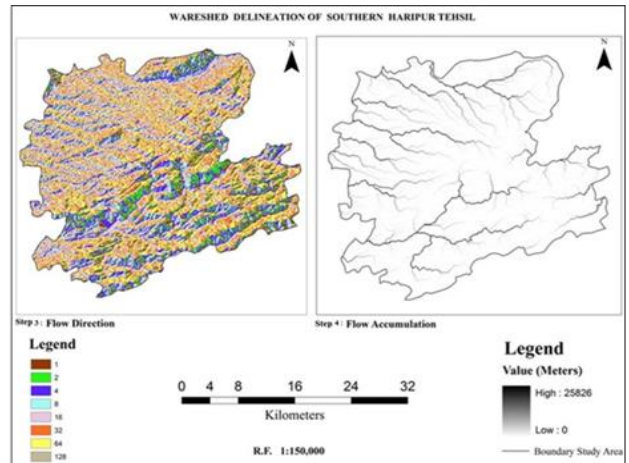 WARESHED DELINEATION OF SOUTHERN HARIPUR TEHSIL
N
N
Step 3: Flow Direction
Step 4: Flow Accumulation
Legend
1
2
4
8
16
32
64
128
0 4 8 16 24 32
Kilometers
R.F. 1:150,000
Legend
Value (Meters)
High : 25826
Low : 0
Boundary Study Area